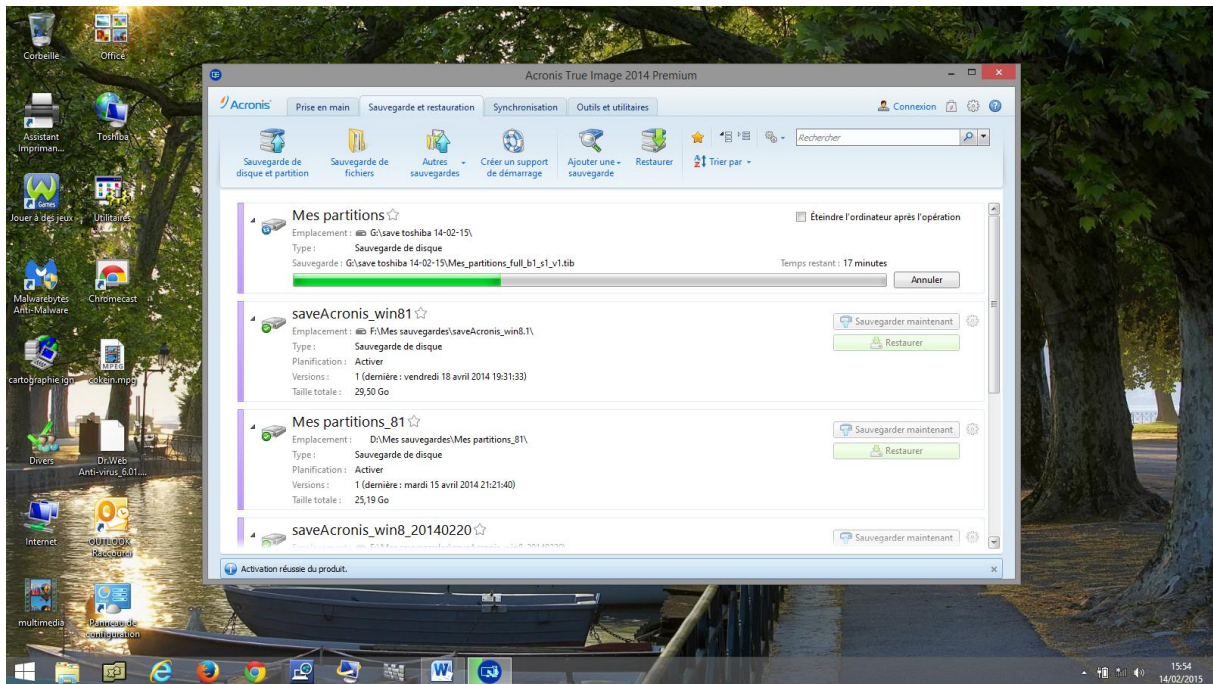 Corbeille
Office
Assistant
Impriman...
Toshiba
Games
Jouer à des jeux
Utilitaires
Malwarebytes
Anti-Malware
Chromecast
cartographie ign
MPEG
cokein.mpg
Divers
Dr.Web
Anti-virus_6.01....
Internet
OUTLOOK
Raccourci
multimedia
Panneau de
configuration
Acronis True Image 2014 Premium
Acronis
Prise en main
Sauvegarde et restauration
Synchronisation
Outils et utilitaires
Connexion
Sauvegarde de
disque et partition
Sauvegarde de
fichiers
Autres
sauvegardes
Créer un support
de démarrage
Ajouter une
sauvegarde
Restaurer
Trier par
Rechercher
Mes partitions
Éteindre l'ordinateur après l'opération
Emplacement : G:\save toshiba 14-02-15\
Type : Sauvegarde de disque
Sauvegarde : G:\save toshiba 14-02-15\Mes_partitions_full_b1_s1_v1.tib
Temps restant : 17 minutes
Annuler
saveAcronis_win81
Sauvegarder maintenant
Emplacement : F:\Mes sauvegardes\saveAcronis_win8.1\
Restaurer
Type : Sauvegarde de disque
Planification : Activer
Versions : 1 (dernière : vendredi 18 avril 2014 19:31:33)
Taille totale : 29,50 Go
Mes partitions_81
Sauvegarder maintenant
Emplacement : D:\Mes sauvegardes\Mes partitions_81\
Restaurer
Type : Sauvegarde de disque
Planification : Activer
Versions : 1 (dernière : mardi 15 avril 2014 21:21:40)
Taille totale : 25,19 Go
saveAcronis_win8_20140220
Sauvegarder maintenant
Activation réussie du produit.
15:54
14/02/2015